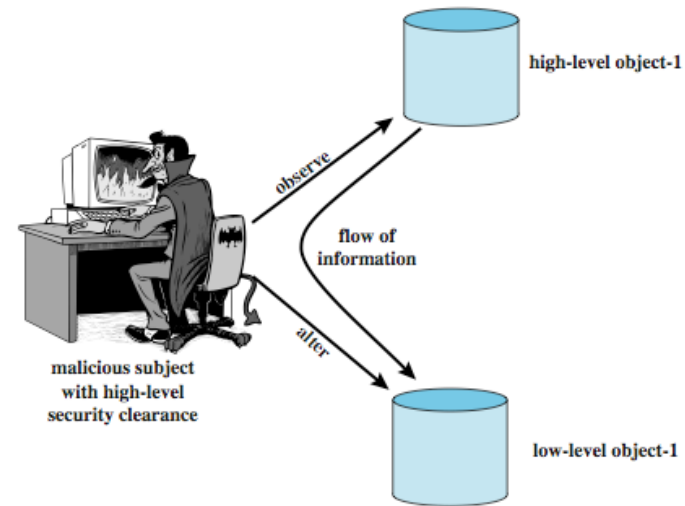 high-level object-1
observe
flow of
information
alter
malicious subject
with high-level
security clearance
low-level object-1